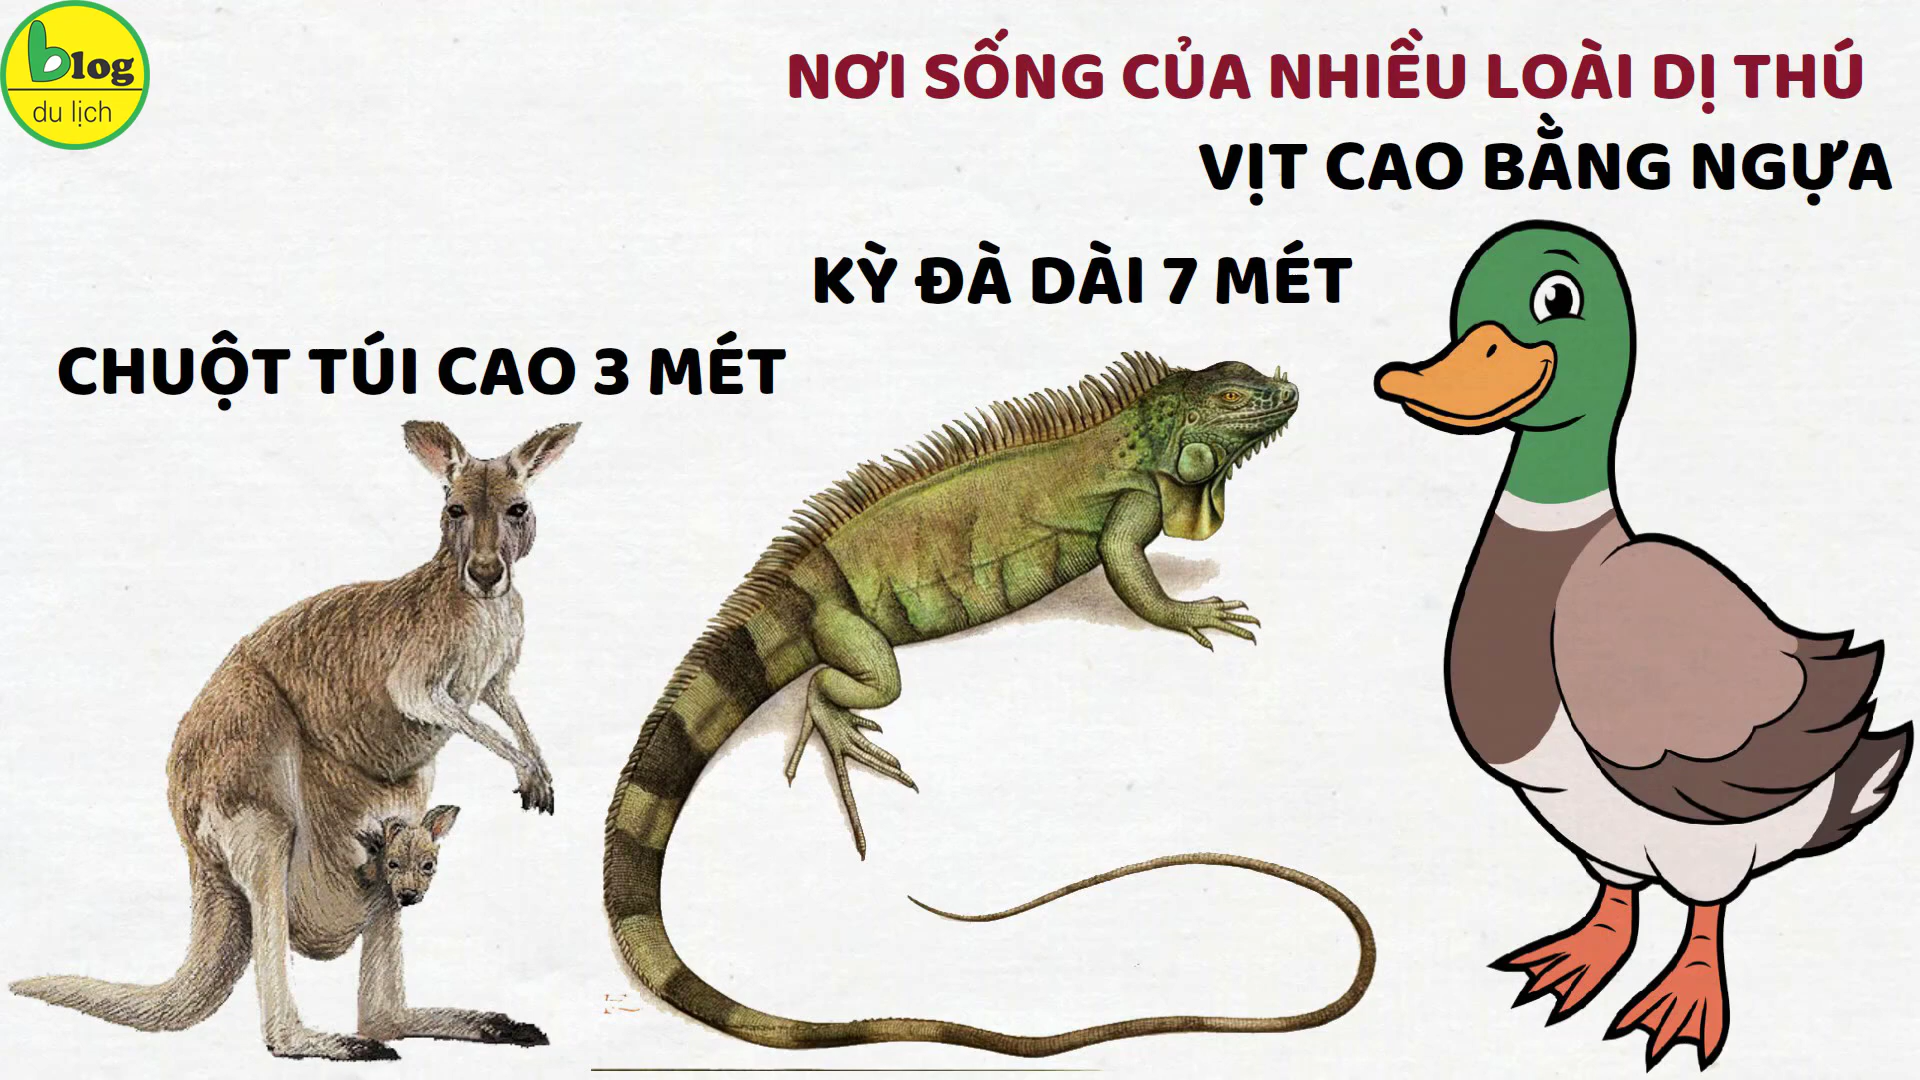 blog
du lịch
NƠI SỐNG CỦA NHIỀU LOÀI DỊ THÚ
VỊT CAO BẰNG NGỰA
KỲ ĐÀ DÀI 7 MÉT
CHUỘT TÚI CAO 3 MÉT